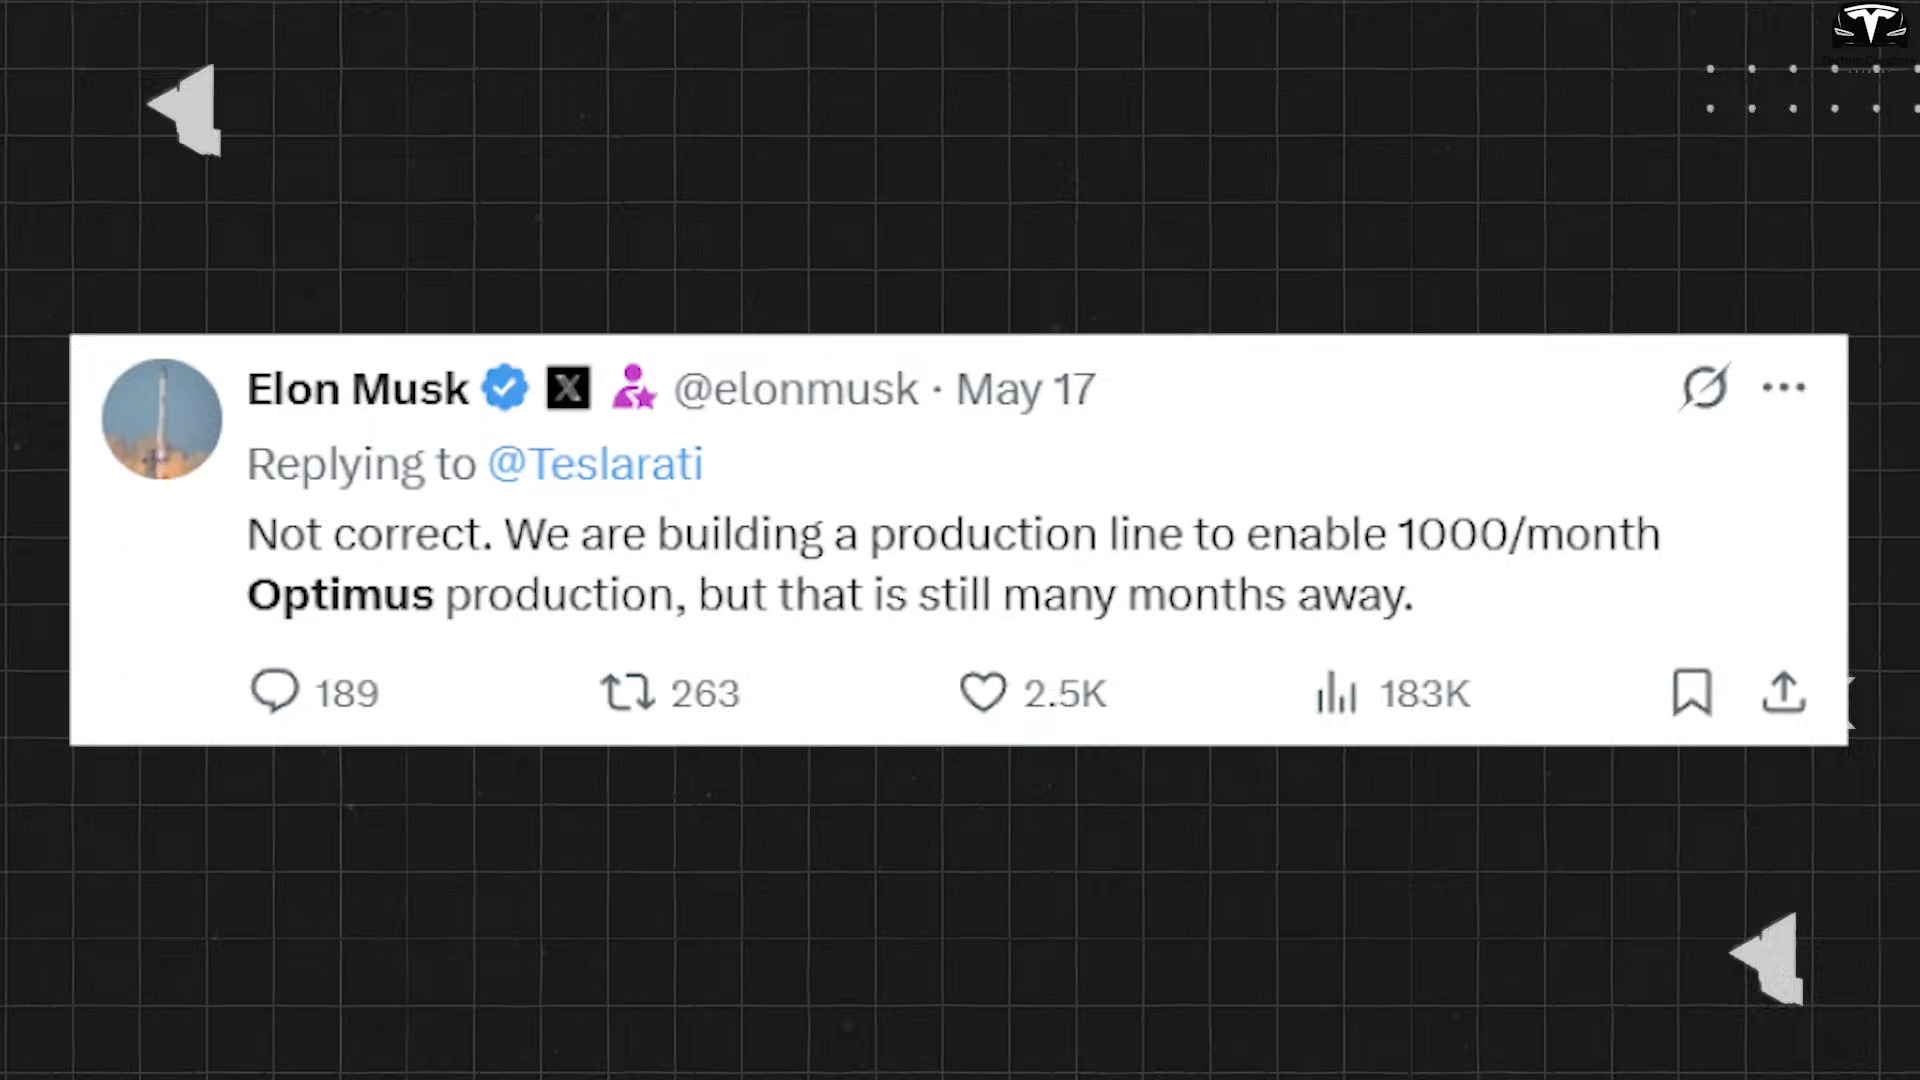 Elon Musk @elonmusk · May 17
Replying to @Teslarati
Not correct. We are building a production line to enable 1000/month
Optimus production, but that is still many months away.
189 263 2.5K 183K